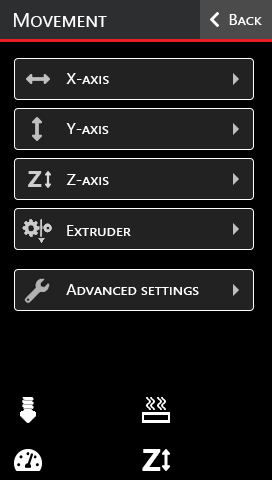 Movement
Back
X-axis
Y-axis
Z Z-axis
Extruder
Advanced settings
Z